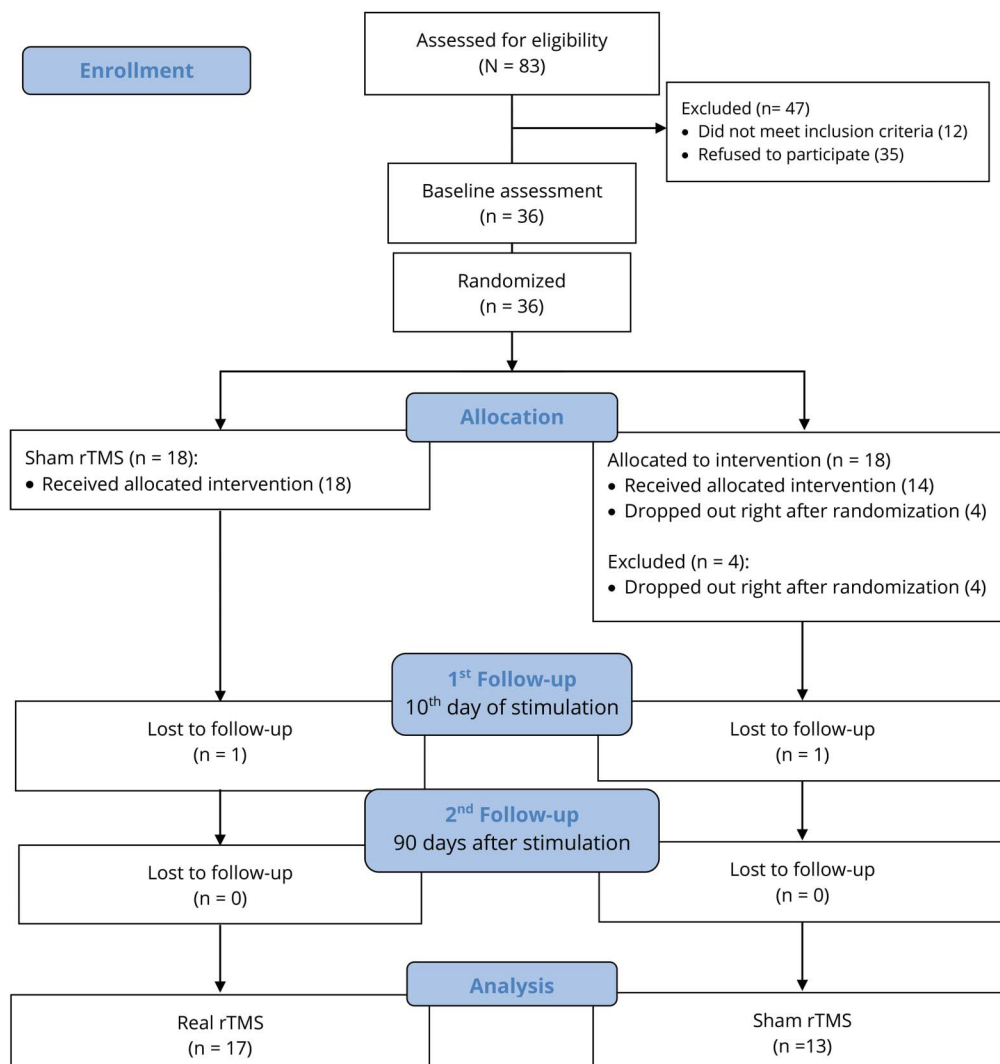 Enrollment
Assessed for eligibility
(N = 83)
Excluded (n= 47)
• Did not meet inclusion criteria (12)
• Refused to participate (35)
Baseline assessment
(n = 36)
Randomized
(n = 36)
Allocation
Sham rTMS (n = 18):
• Received allocated intervention (18)
Allocated to intervention (n = 18)
• Received allocated intervention (14)
• Dropped out right after randomization (4)
Excluded (n = 4):
• Dropped out right after randomization (4)
1st Follow-up
10th day of stimulation
Lost to follow-up
(n = 1)
Lost to follow-up
(n = 1)
2nd Follow-up
90 days after stimulation
Lost to follow-up
(n = 0)
Lost to follow-up
(n = 0)
Analysis
Real rTMS
(n = 17)
Sham rTMS
(n =13)